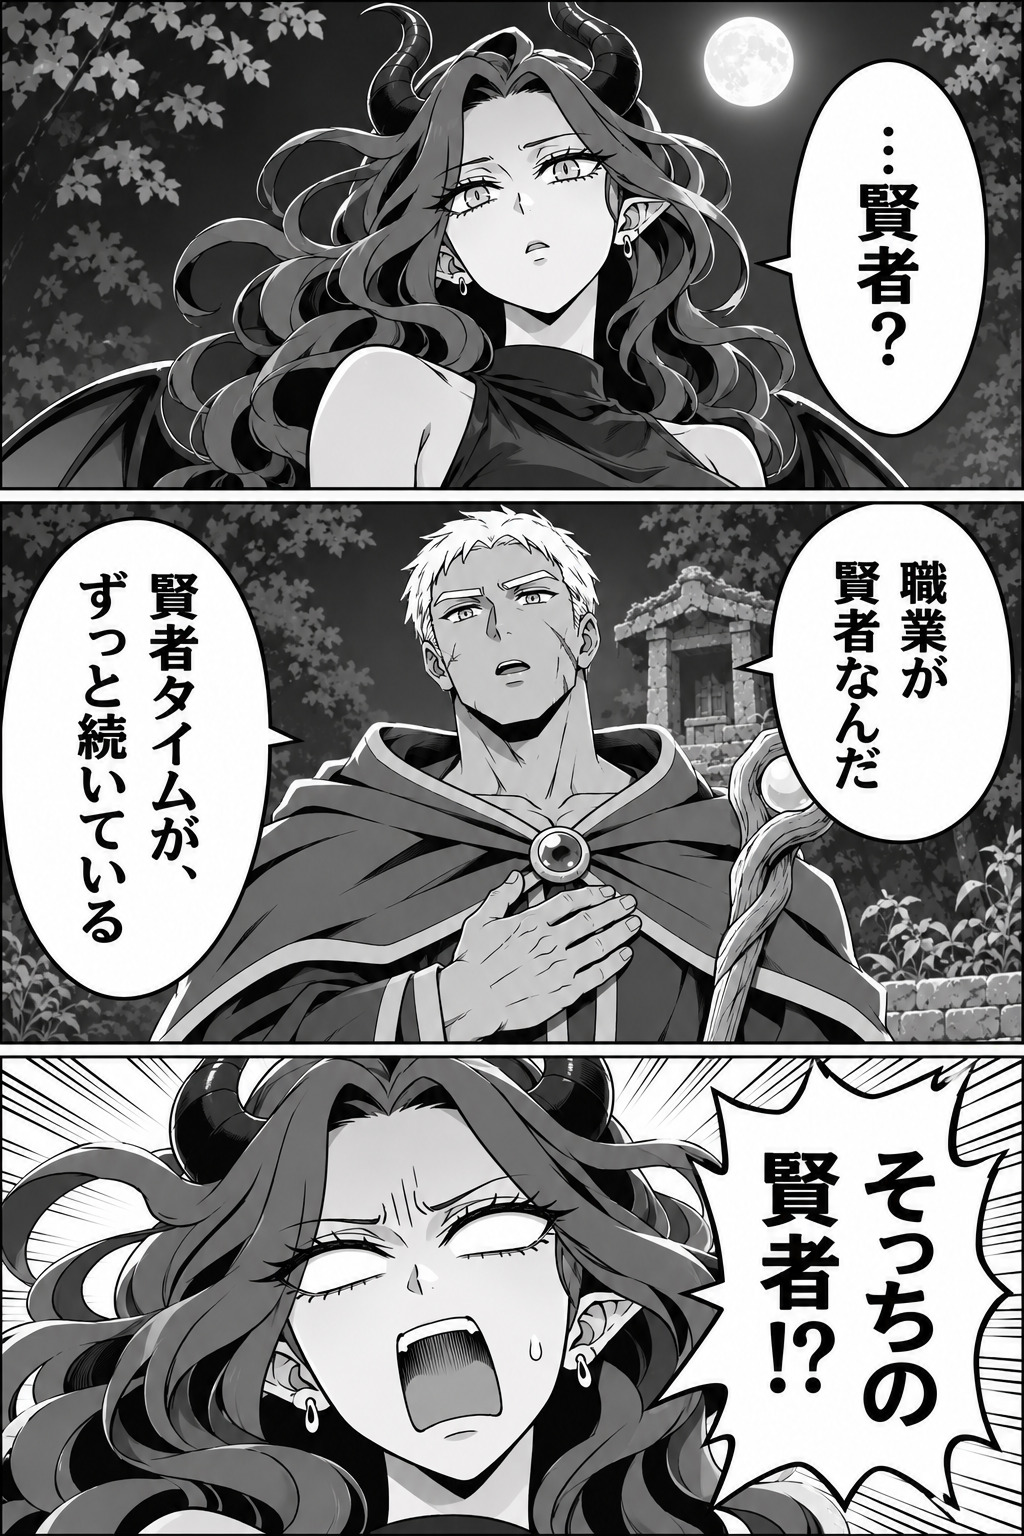 …賢者？
職業が
賢者なんだ
賢者タイムが、
ずっと続いている
そっちの
賢者!?